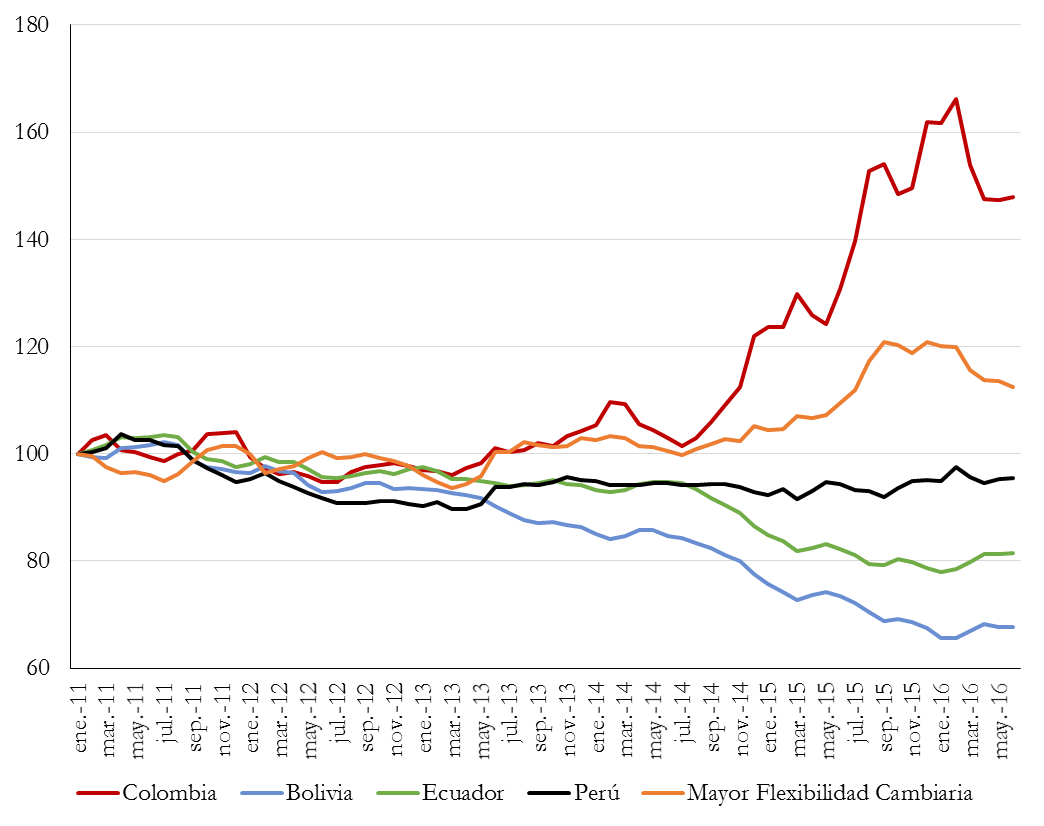 180
160
140
120
100
80
60
ene.-11
mar.-11
may.-11
jul.-11
sep.-11
nov.-11
ene.-12
mar.-12
may.-12
jul.-12
sep.-12
nov.-12
ene.-13
mar.-13
may.-13
jul.-13
sep.-13
nov.-13
ene.-14
mar.-14
may.-14
jul.-14
sep.-14
nov.-14
ene.-15
mar.-15
may.-15
jul.-15
sep.-15
nov.-15
ene.-16
mar.-16
may.-16
Colombia Bolivia Ecuador Perú Mayor Flexibilidad Cambiaria